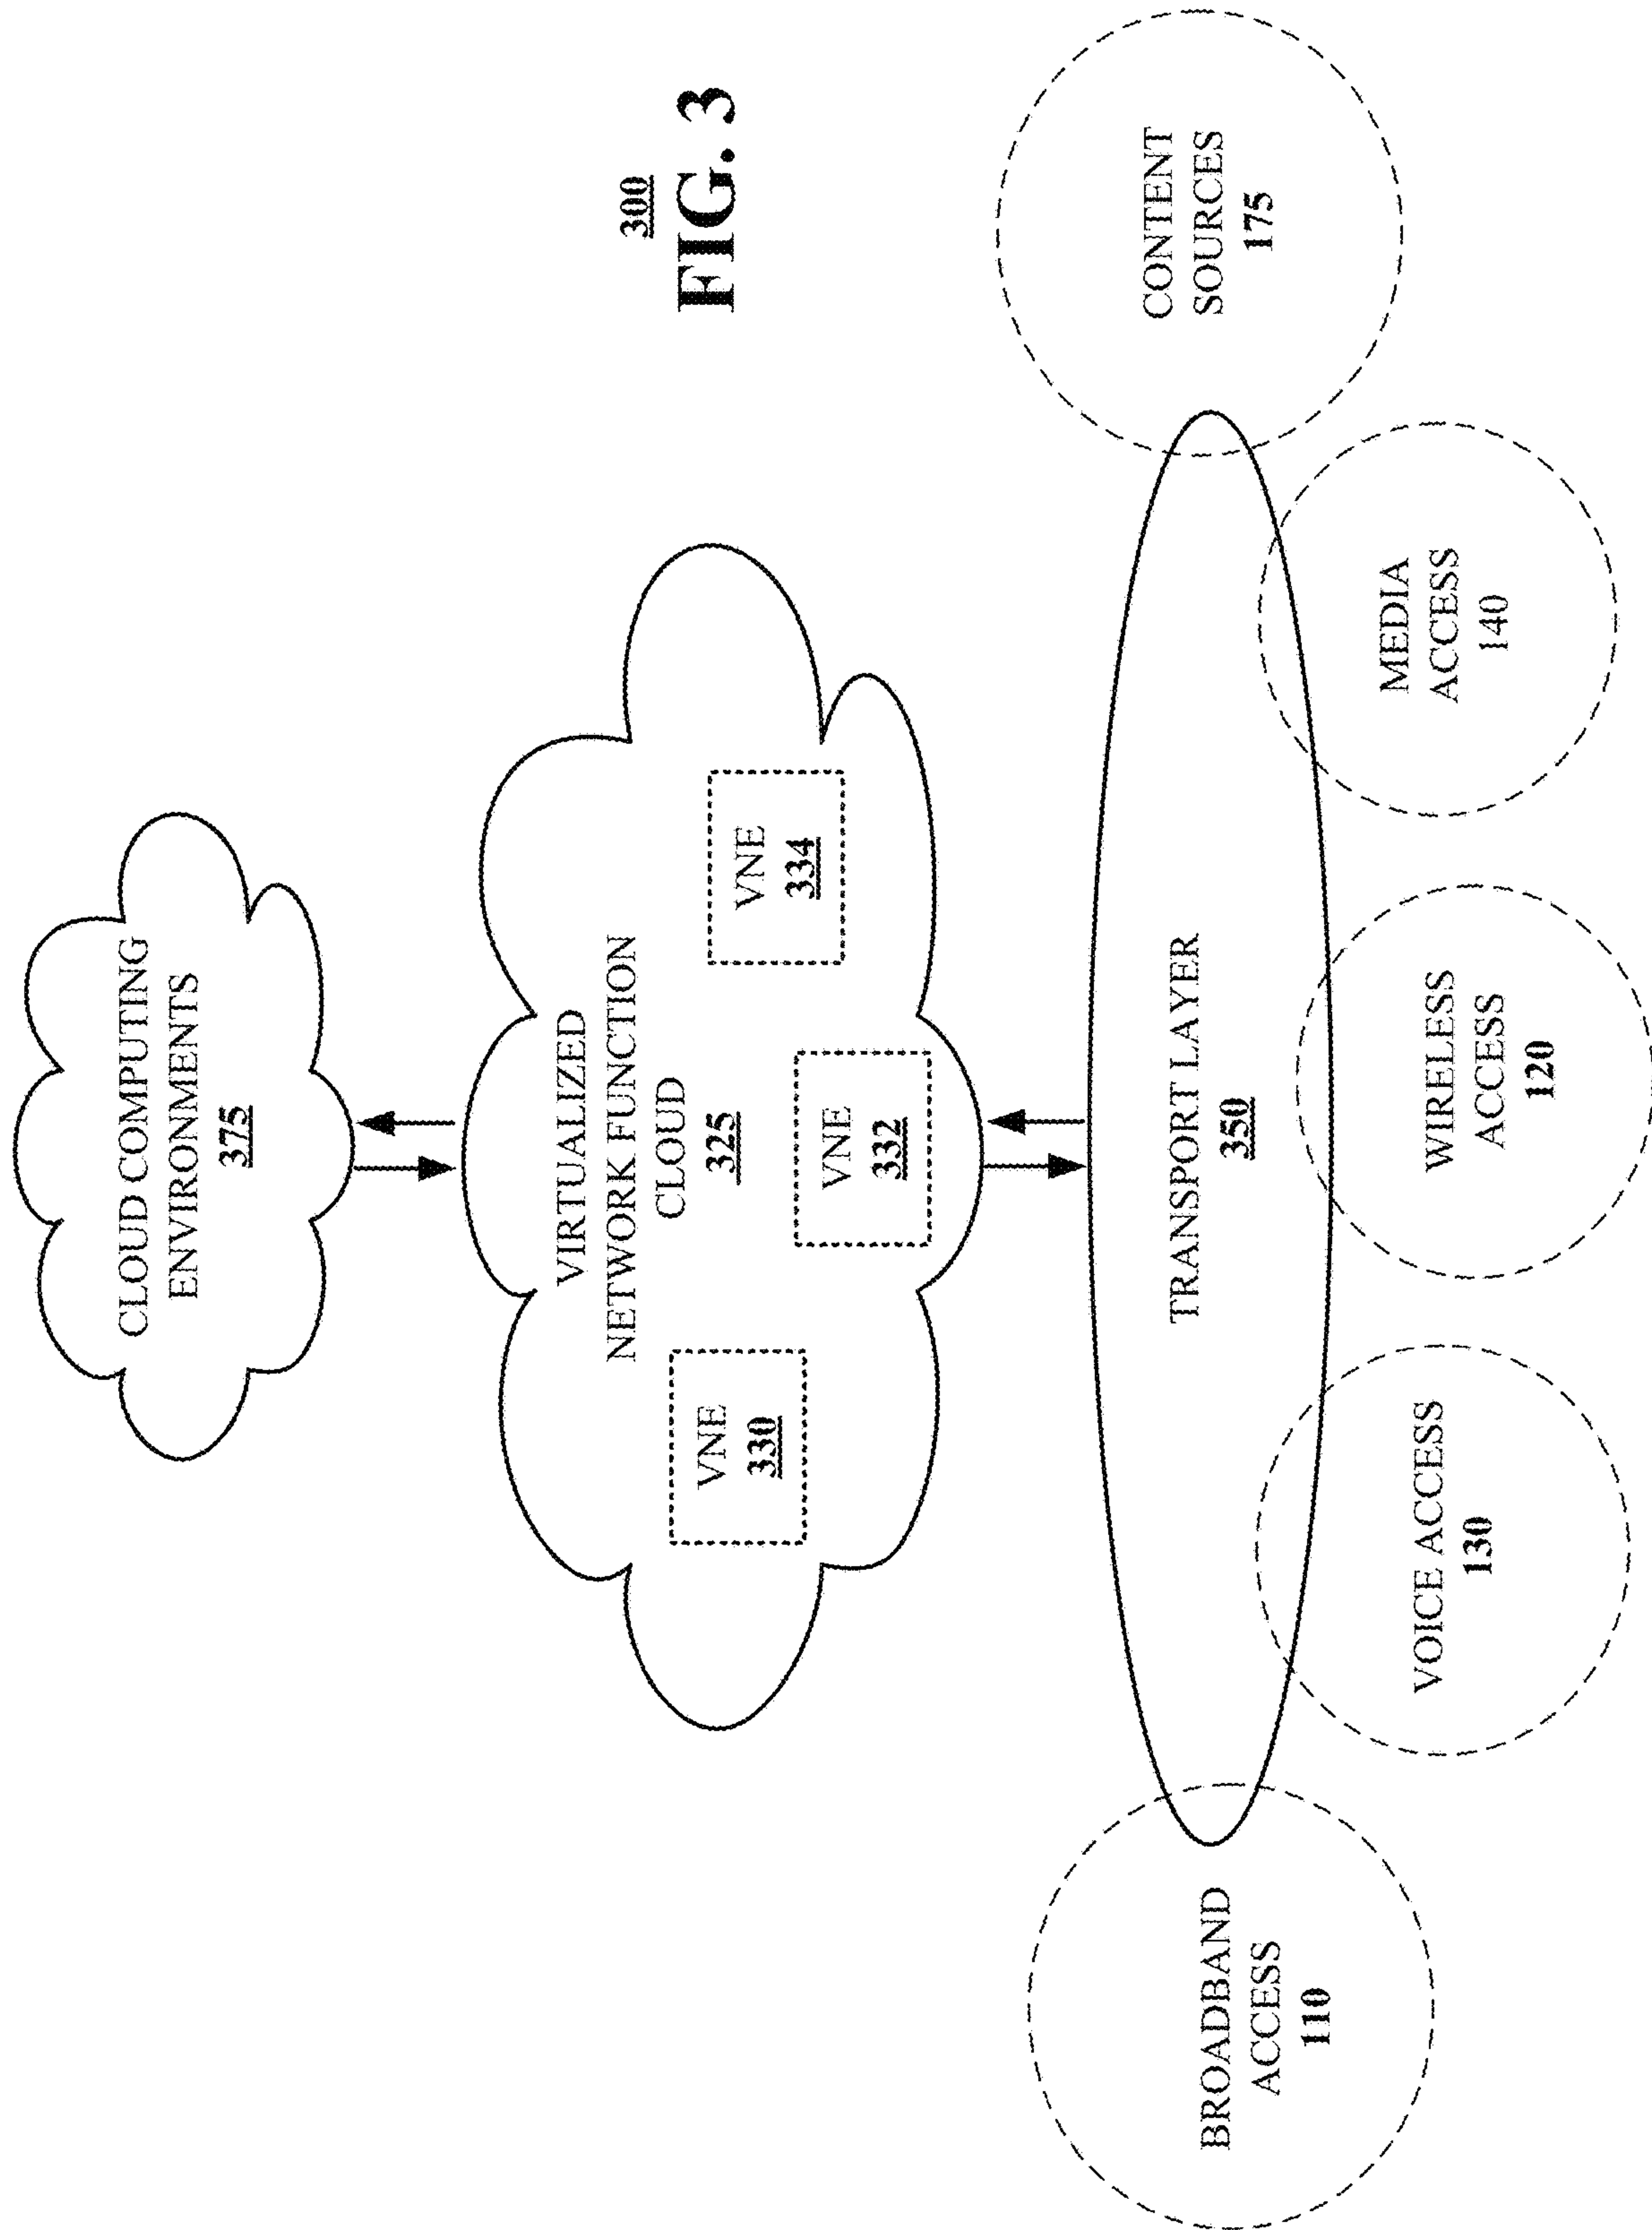 CLOUD COMPUTING
ENVIRONMENTS
375
VIRTUALIZED
NETWORK FUNCTION
CLOUD
325
VNE
330
VNE
332
VNE
334
300
FIG. 3
TRANSPORT LAYER
350
BROADBAND
ACCESS
110
VOICE ACCESS
130
WIRELESS
ACCESS
120
MEDIA
ACCESS
140
CONTENT
SOURCES
175